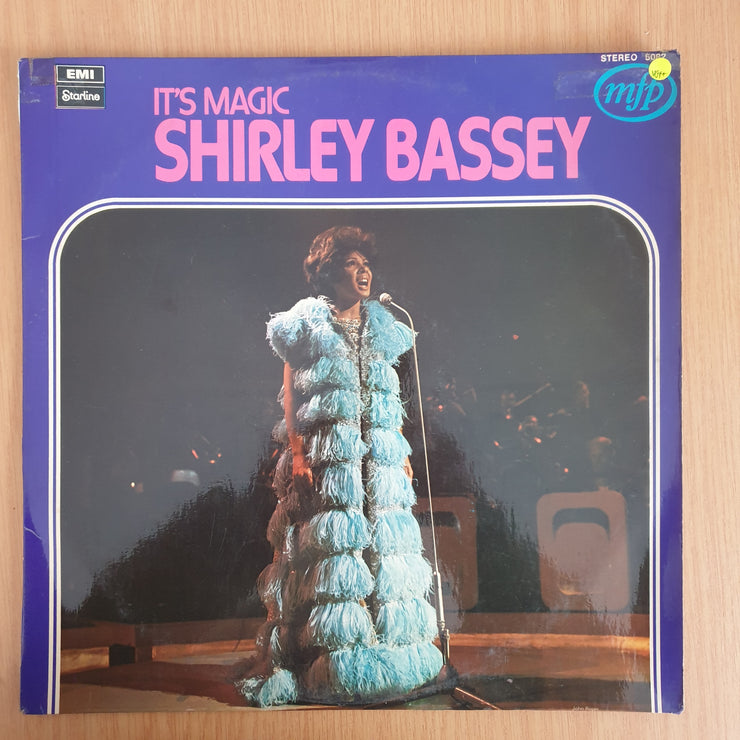 EMI
Starline
STEREO
mfp
IT'S MAGIC
SHIRLEY BASSEY